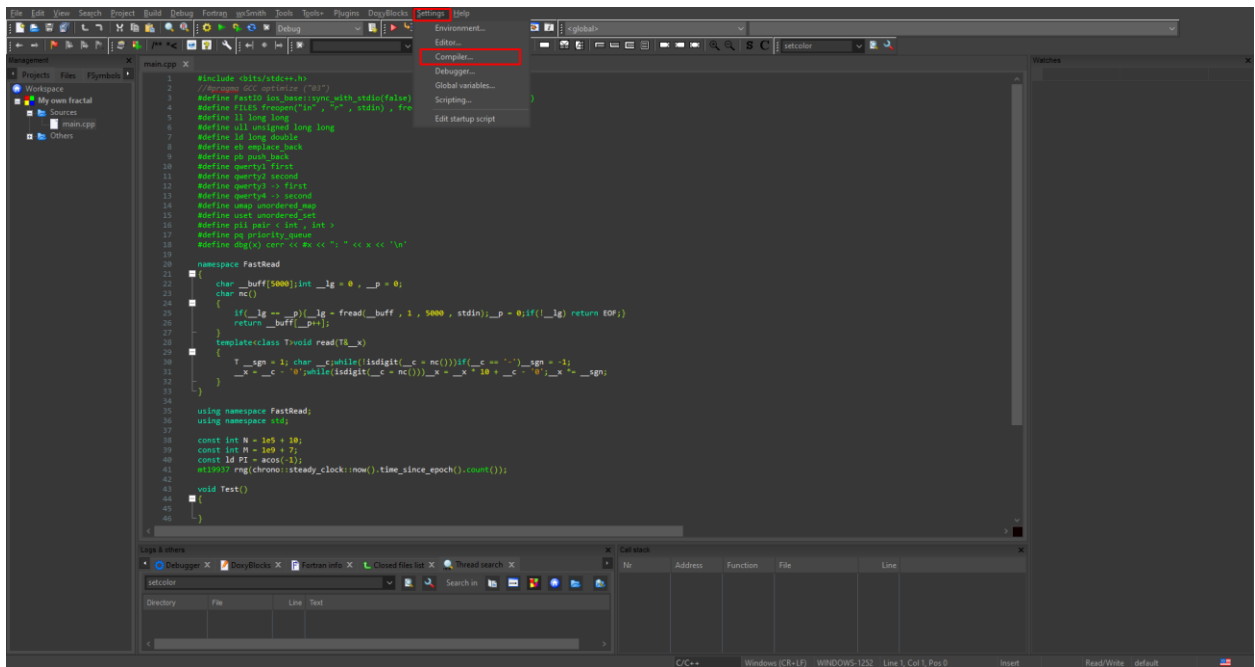 File Edit View Search Project Build Debug Fortran wxSmith Tools Tools+ Plugins DoxyBlocks Settings Help
Debug
<global>
setcolor
Environment...
Editor...
Compiler...
Debugger...
Global variables...
Scripting...
Edit startup script
Management
Projects Files FSymbols
Workspace
My own fractal
Sources
main.cpp
Others
main.cpp
1 #include <bits/stdc++.h>
2 //#pragma GCC optimize ("O3")
3 #define FastIO ios_base::sync_with_stdio(false) )
4 #define FILES freopen("in" , "r" , stdin) , fre
5 #define ll long long
6 #define ull unsigned long long
7 #define ld long double
8 #define eb emplace_back
9 #define pb push_back
10 #define qwerty1 first
11 #define qwerty2 second
12 #define qwerty3 -> first
13 #define qwerty4 -> second
14 #define umap unordered_map
15 #define uset unordered_set
16 #define pii pair < int , int >
17 #define pq priority_queue
18 #define dbg(x) cerr << #x << ": " << x << '\n'
19
20 namespace FastRead
21 {
22 char __buff[5000];int __lg = 0 , __p = 0;
23 char nc()
24 {
25 if(__lg == __p){__lg = fread(__buff , 1 , 5000 , stdin);__p = 0;if(!__lg) return EOF;}
26 return __buff[__p++];
27 }
28 template<class T>void read(T&__x)
29 {
30 T __sgn = 1; char __c;while(!isdigit(__c = nc()))if(__c == '-')__sgn = -1;
31 __x = __c - '0';while(isdigit(__c = nc()))__x = __x * 10 + __c - '0';__x *= __sgn;
32 }
33 }
34
35 using namespace FastRead;
36 using namespace std;
37
38 const int N = 1e5 + 10;
39 const int M = 1e9 + 7;
40 const ld PI = acos(-1);
41 mt19937 rng(chrono::steady_clock::now().time_since_epoch().count());
42
43 void Test()
44 {
45
46 }
Watches
Logs & others
Debugger DoxyBlocks Fortran info Closed files list Thread search
setcolor Search in
Directory File Line Text
Call stack
Nr Address Function File Line
C/C++ Windows (CR+LF) WINDOWS-1252 Line 1, Col 1, Pos 0 Insert Read/Write default